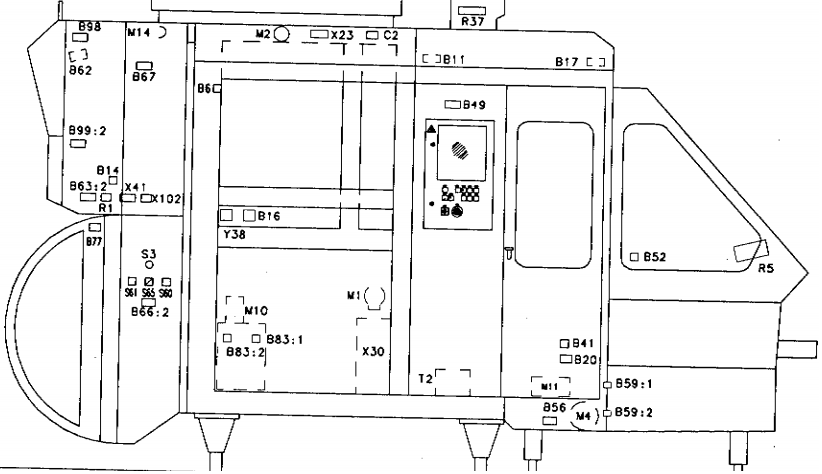 R37
B98
M14
M2
X23
C2
B62
B67
B11
B17
B6
B49
B99:2
B14
B63:2
X41
R1
X102
B16
Y38
B77
S3
B52
R5
S61
S65
S60
B66:2
M10
M1
B83:1
B83:2
X30
B41
B20
T2
M11
B59:1
B56
M4
B59:2